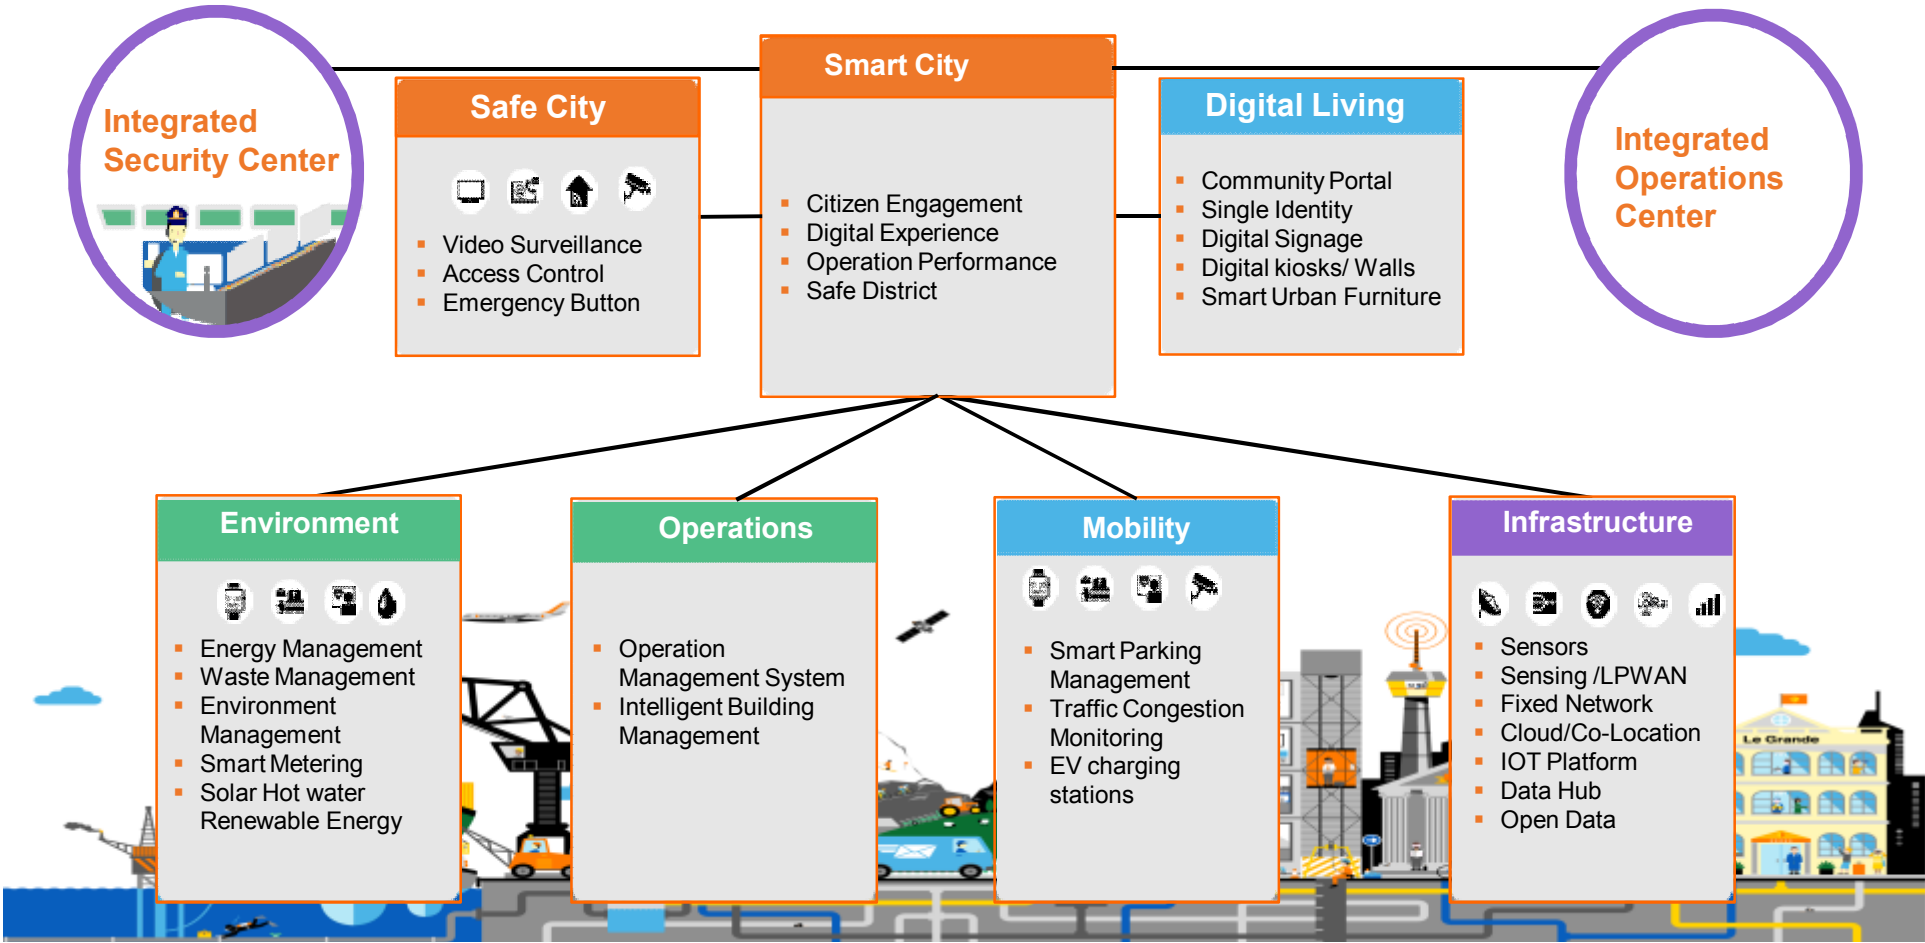 Smart City
Integrated
Security Center
Safe City
Video Surveillance
Access Control
Emergency Button
Citizen Engagement
Digital Experience
Operation Performance
Safe District
Digital Living
Community Portal
Single Identity
Digital Signage
Digital kiosks/ Walls
Smart Urban Furniture
Integrated
Operations
Center
Environment
Energy Management
Waste Management
Environment
Management
Smart Metering
Solar Hot water
Renewable Energy
Operations
Operation
Management System
Intelligent Building
Management
Mobility
Smart Parking
Management
Traffic Congestion
Monitoring
EV charging
stations
Infrastructure
Sensors
Sensing /LPWAN
Fixed Network
Cloud/Co-Location
IOT Platform
Data Hub
Open Data
Le Grande